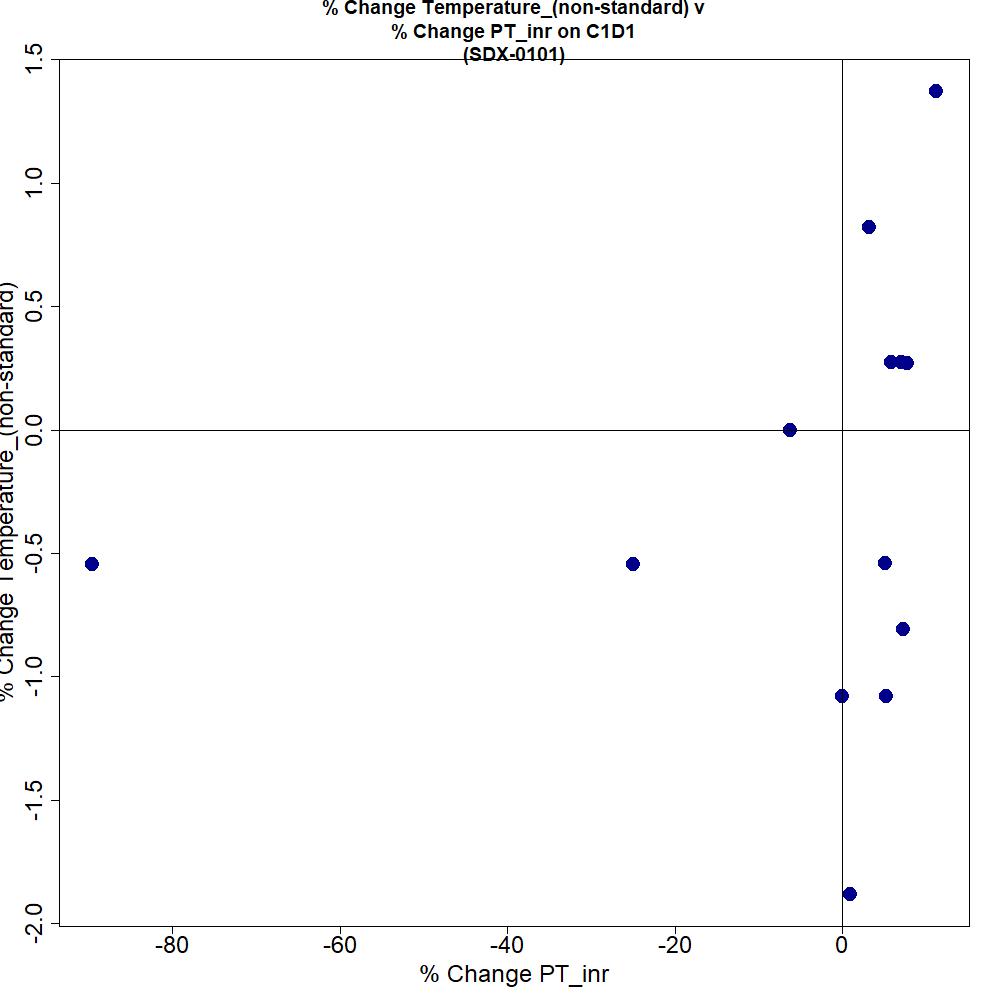 % Change Temperature_(non-standard) v
% Change PT_inr on C1D1
(SDX-0101)
1.5
1.0
0.5
0.0
-0.5
-1.0
-1.5
-2.0
% Change Temperature_(non-standard)
-80
-60
-40
-20
0
% Change PT_inr